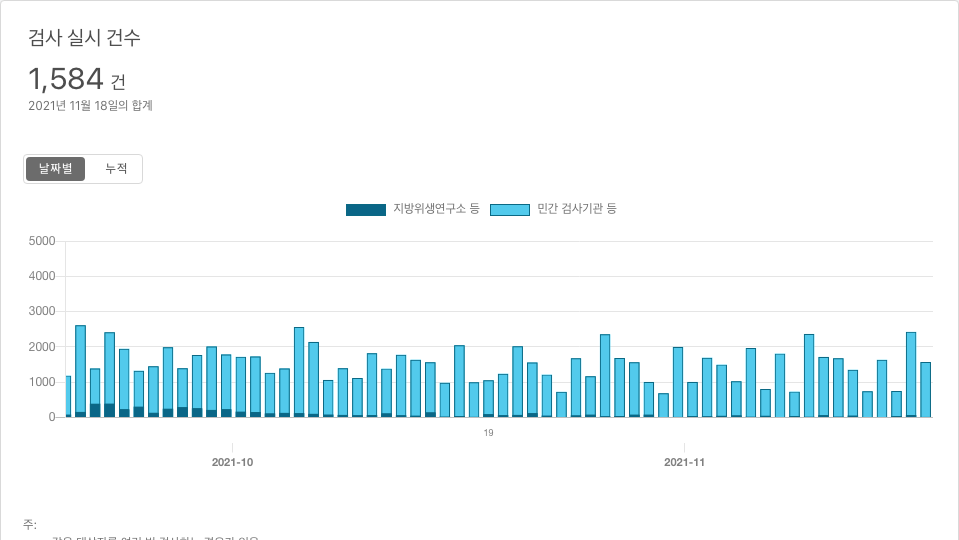 검사 실시 건수
1,584 건
2021년 11월 18일의 합계
날짜별 누적
지방위생연구소 등 민간 검사기관 등
5000
4000
3000
2000
1000
0
19
2021-10 2021-11
주: